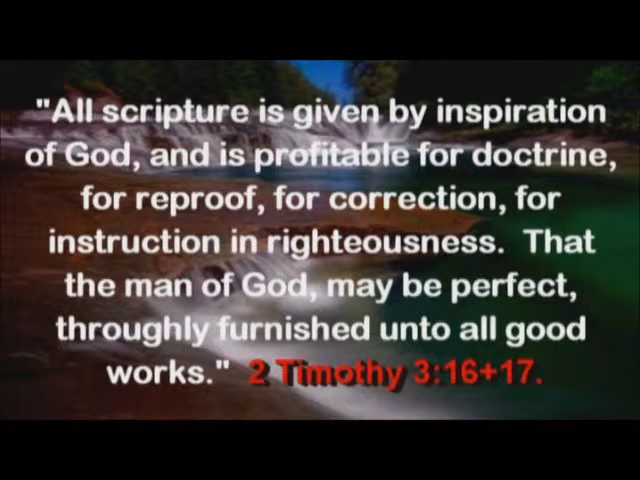 "All scripture is given by inspiration
of God, and is profitable for doctrine,
for reproof, for correction, for
instruction in righteousness.  That
the man of God, may be perfect,
throughly furnished unto all good
works."  2 Timothy 3:16+17.